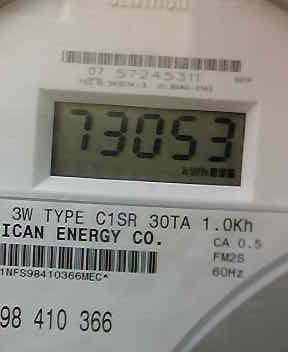 07 57245311
73053
kWh
3W TYPE C1SR 30TA 1.0Kh
ICAN ENERGY CO.
CA 0.5
FM2S
60Hz
1NFS98410366MEC*
98 410 366